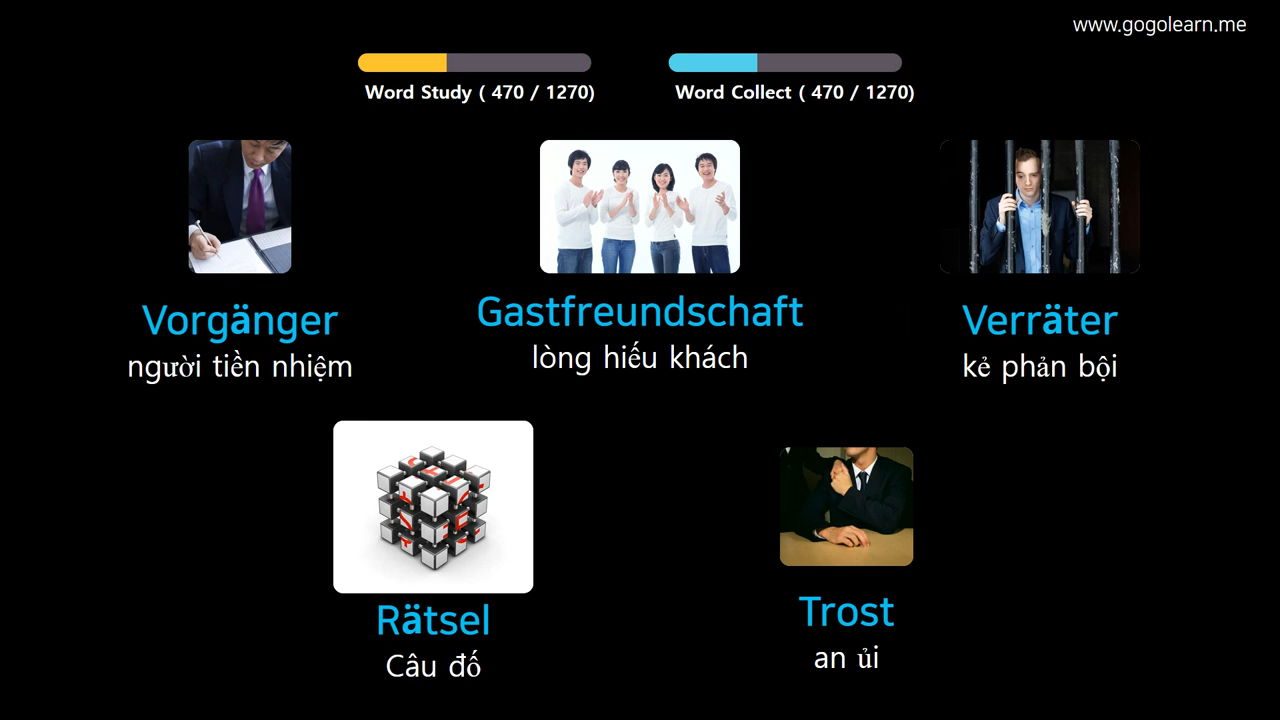 www.gogolearn.me
Word Study ( 470 / 1270)
Word Collect ( 470 / 1270)
Vorgänger
người tiền nhiệm
Gastfreundschaft
lòng hiếu khách
Verräter
kẻ phản bội
Rätsel
Câu đố
Trost
an ủi